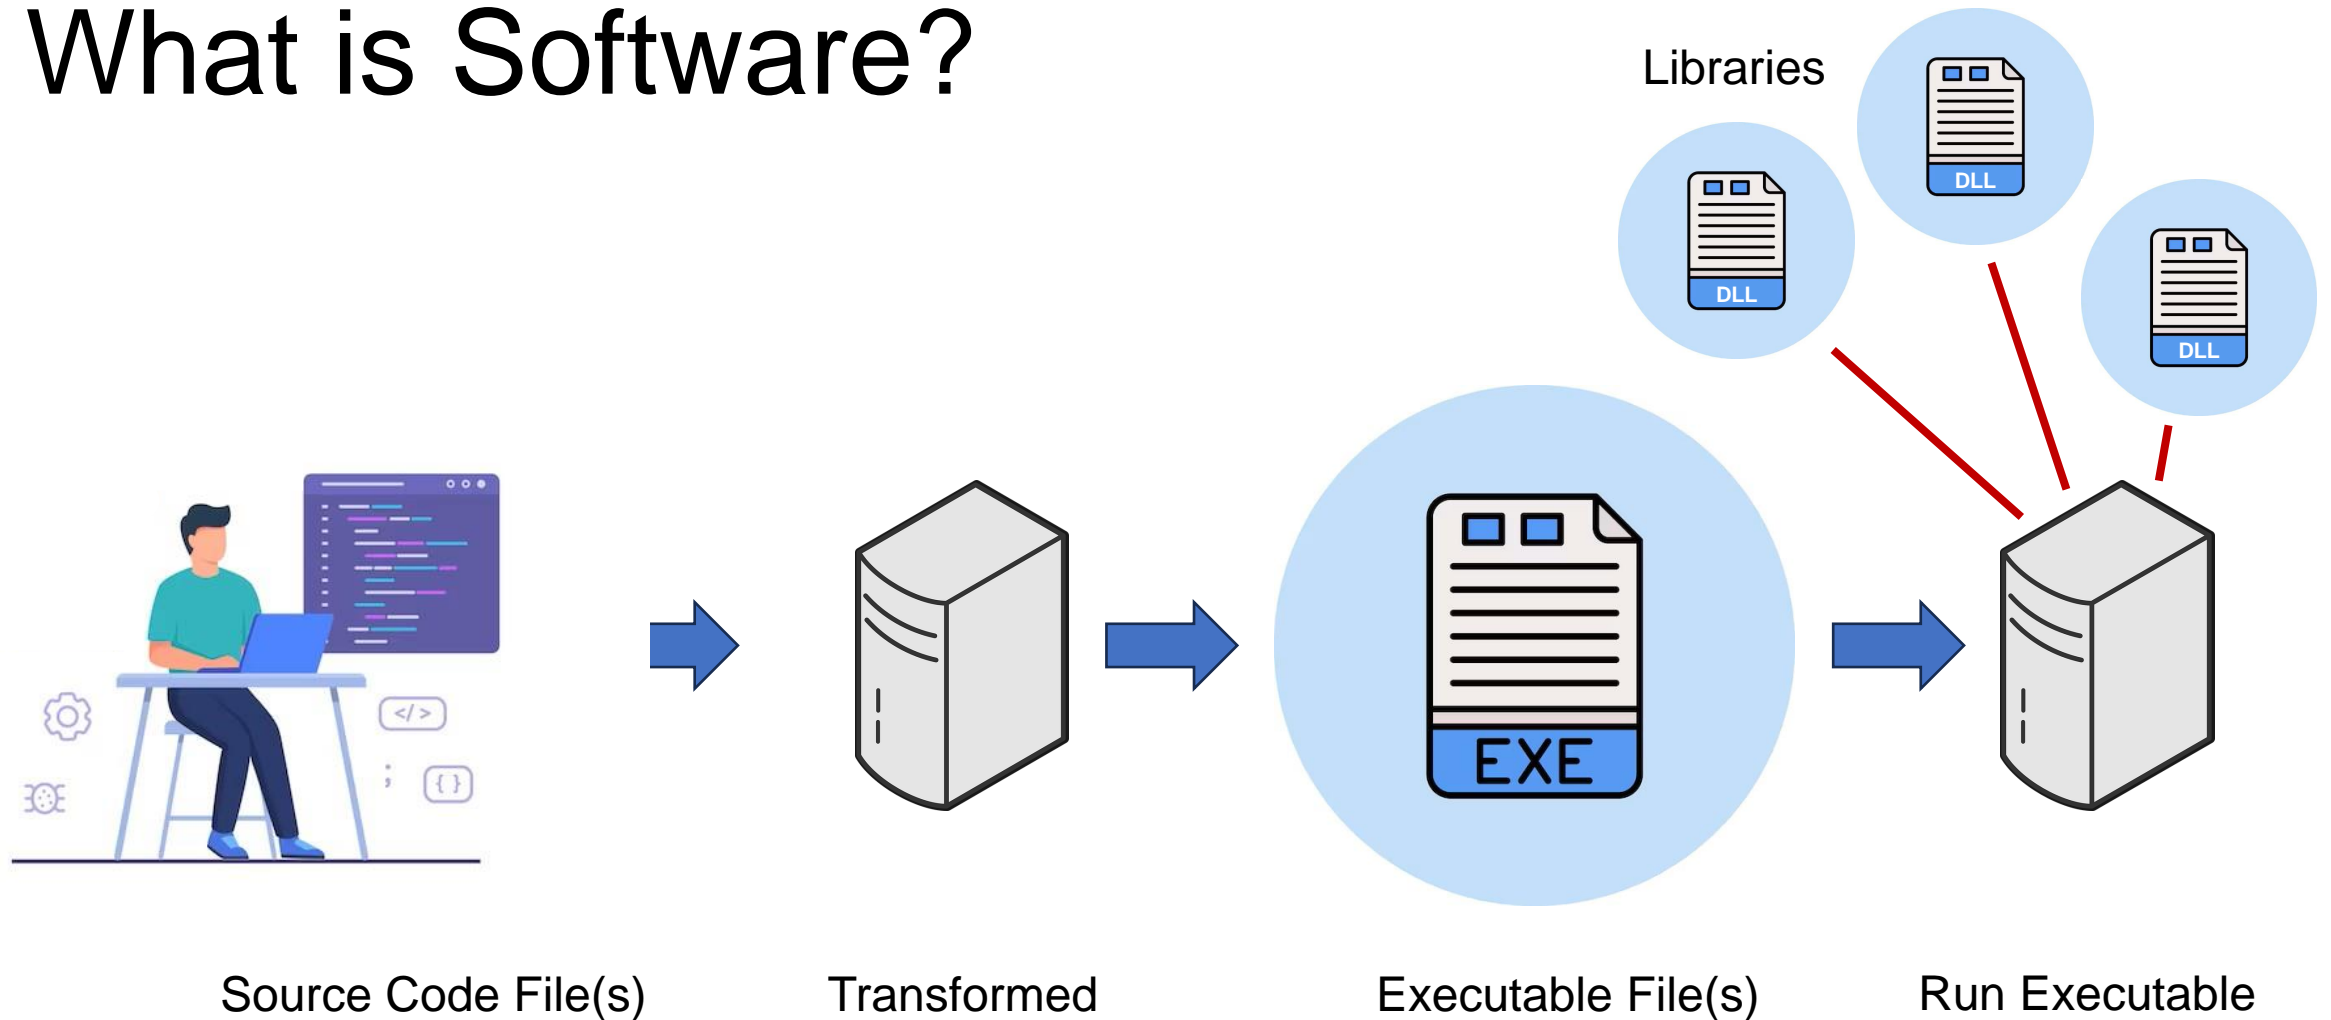 What is Software?
Libraries
DLL
DLL
DLL
</>
;
{ }
EXE
Source Code File(s)
Transformed
Executable File(s)
Run Executable